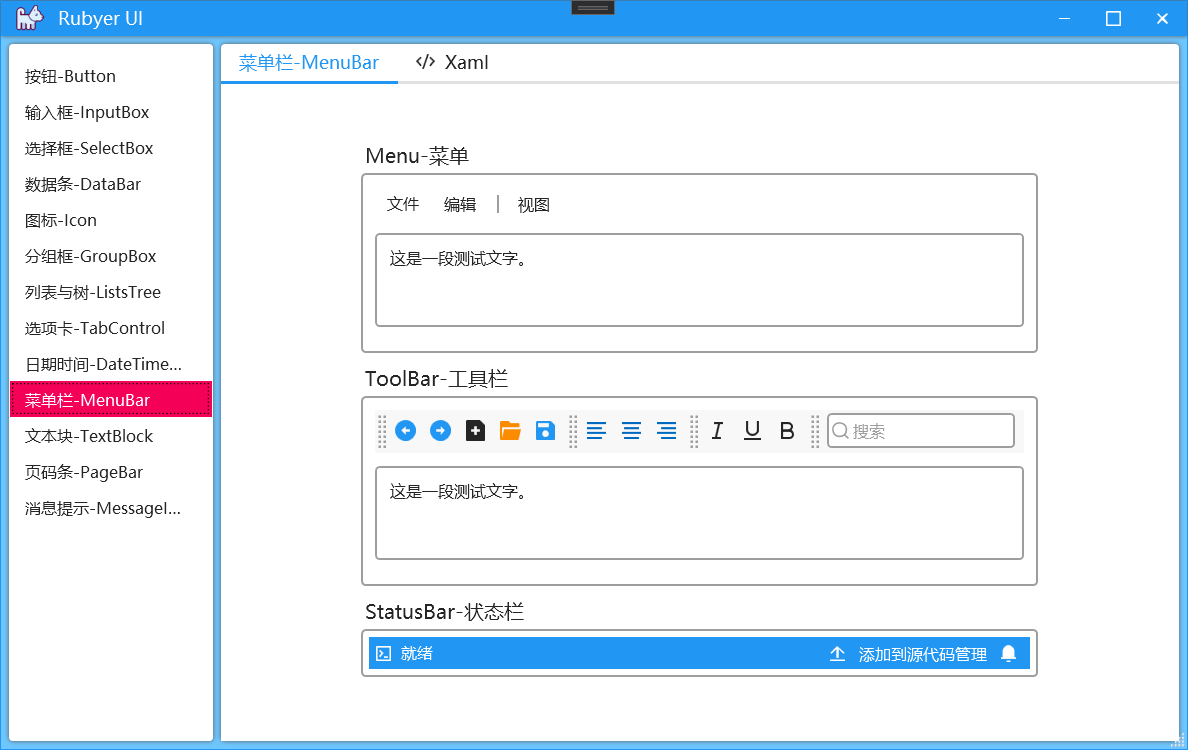 Rubyer UI
按钮-Button
输入框-InputBox
选择框-SelectBox
数据条-DataBar
图标-Icon
分组框-GroupBox
列表与树-ListsTree
选项卡-TabControl
日期时间-DateTime...
菜单栏-MenuBar
文本块-TextBlock
页码条-PageBar
消息提示-MessageI...
菜单栏-MenuBar </> Xaml
Menu-菜单
文件 编辑 | 视图
这是一段测试文字。
ToolBar-工具栏
I U B 搜索
这是一段测试文字。
StatusBar-状态栏
就绪 添加到源代码管理